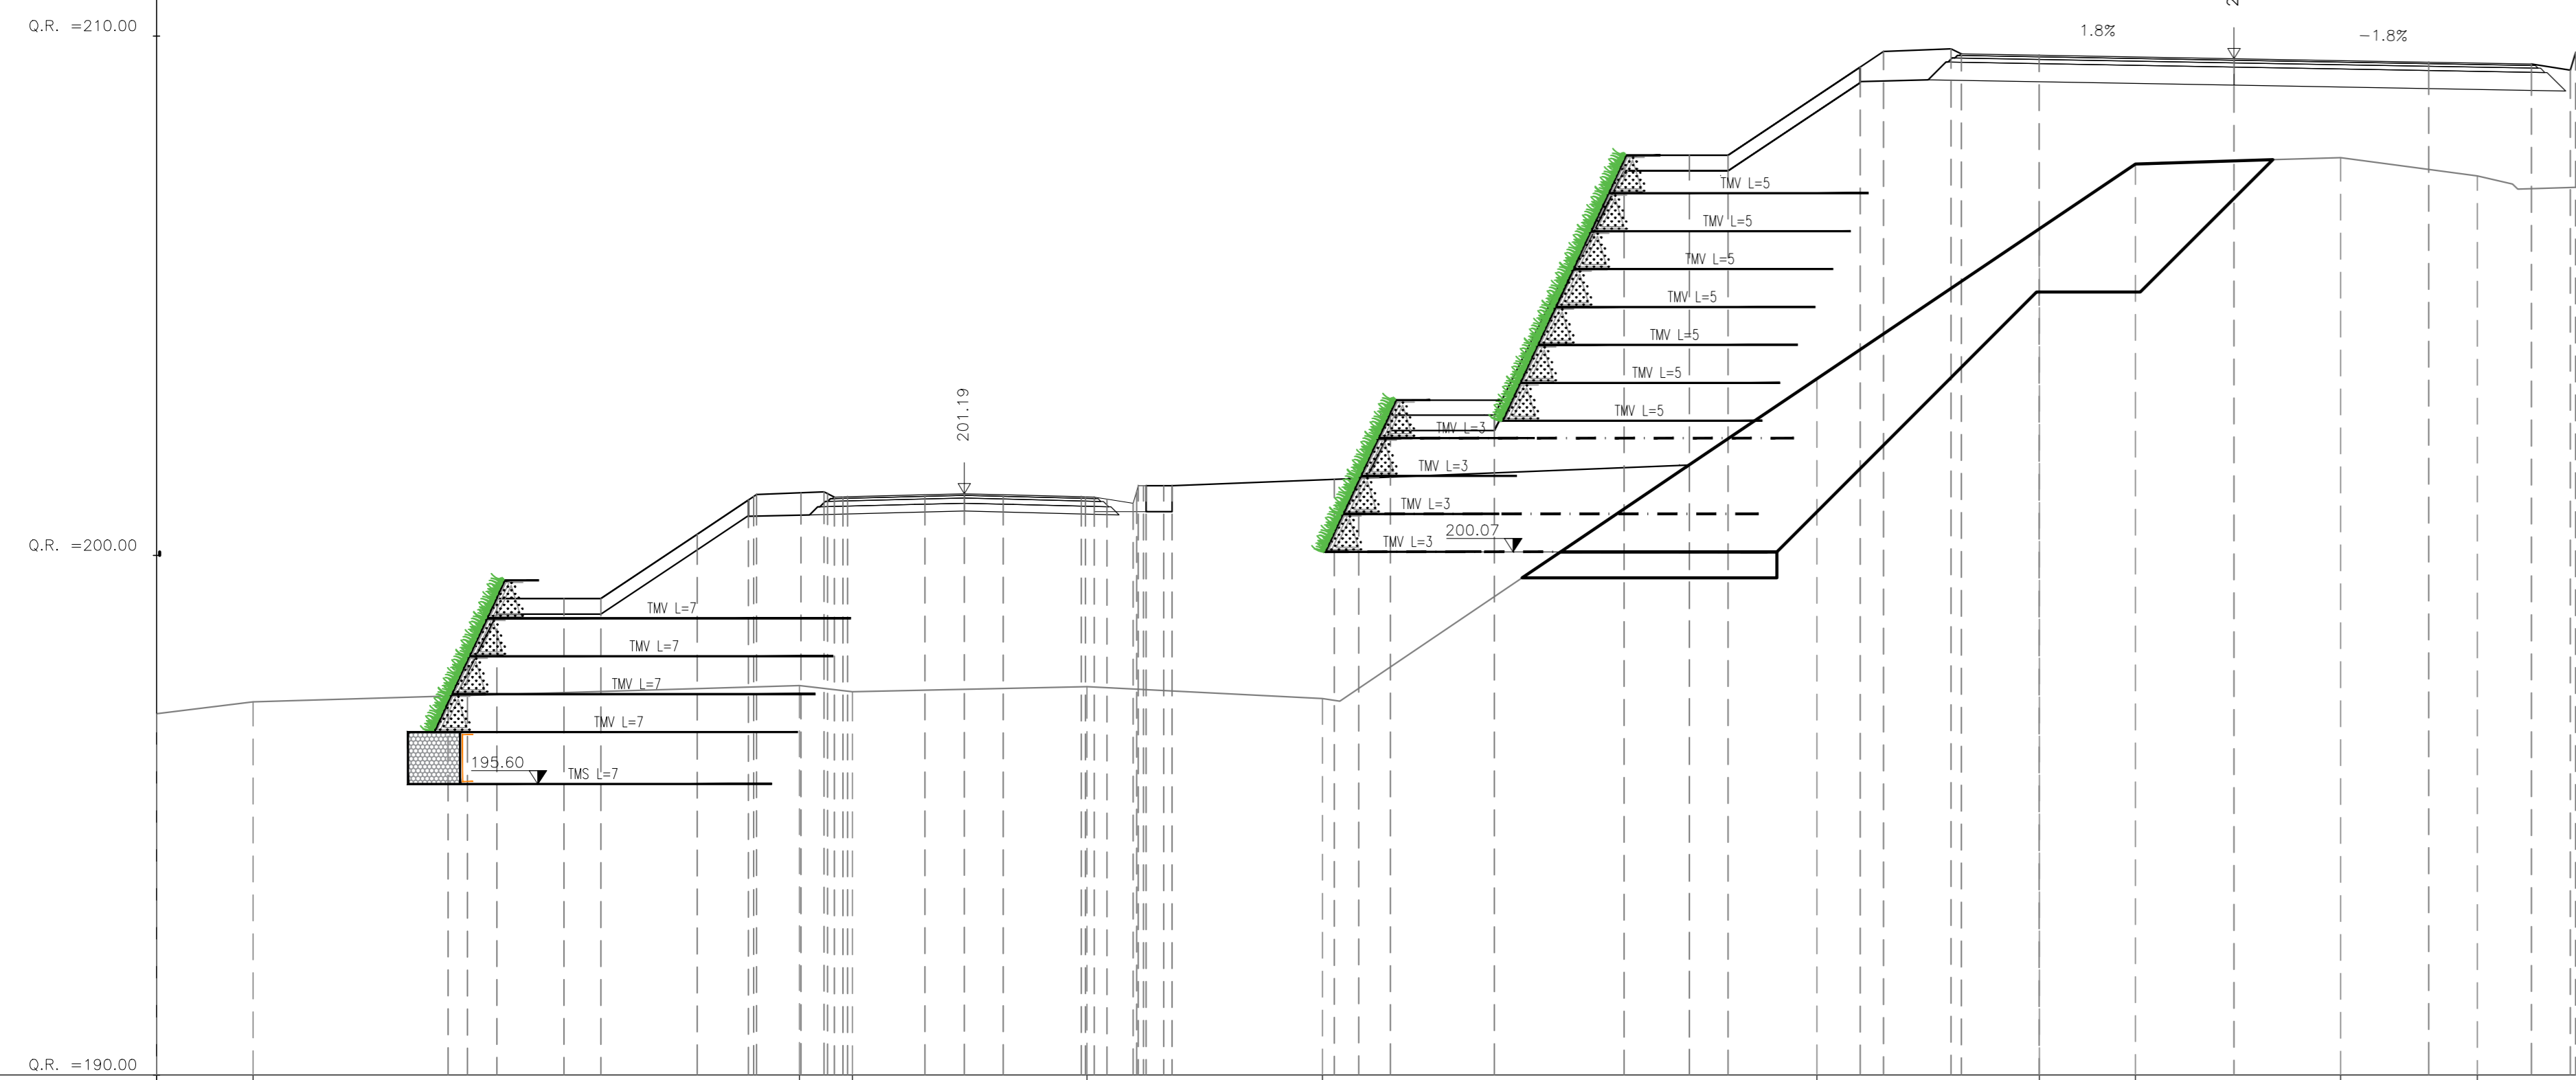 Q.R. =210.00
1.8%
-1.8%
TMV L=5
TMV L=5
TMV L=5
TMV L=5
TMV L=5
TMV L=5
TMV L=5
201.19
TMV L=3
TMV L=3
TMV L=3
200.07
TMV L=3
Q.R. =200.00
TMV L=7
TMV L=7
TMV L=7
TMV L=7
195.60
TMS L=7
Q.R. =190.00